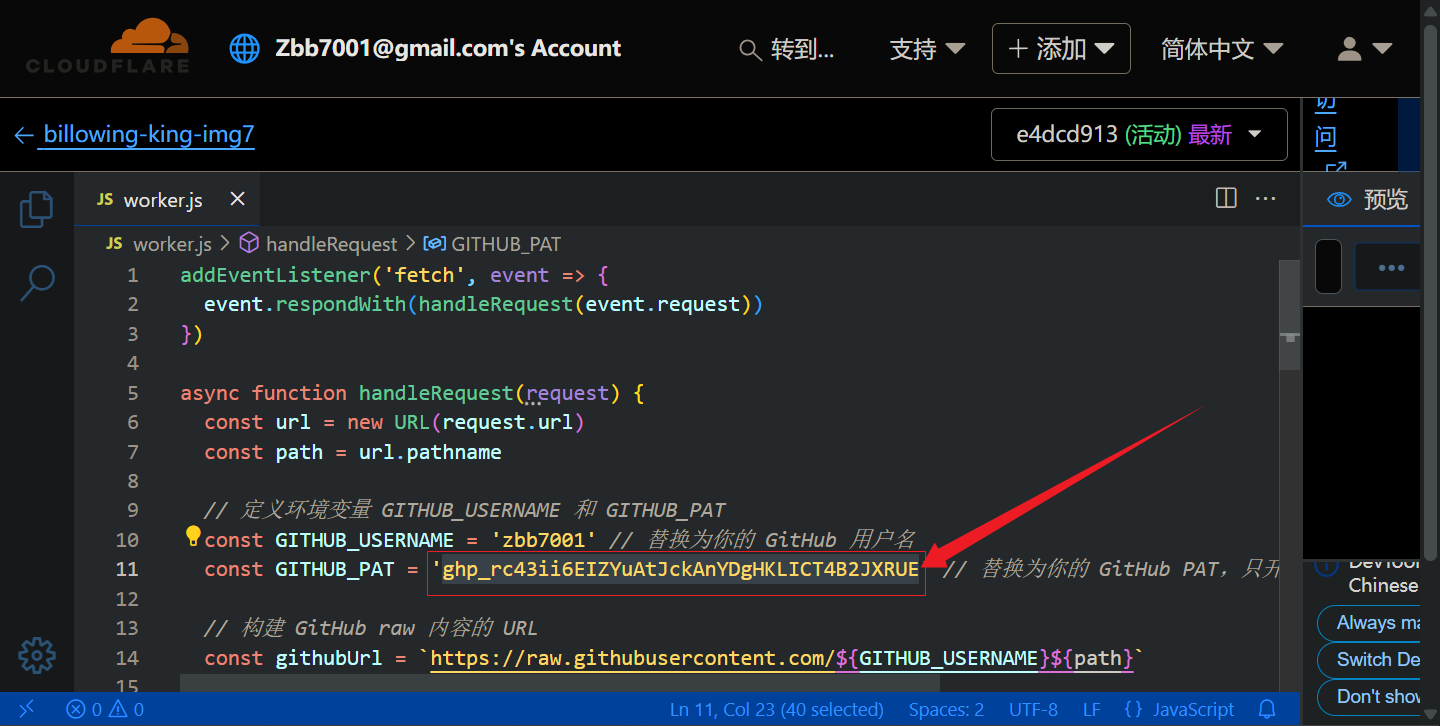 CLOUDFLARE
Zbb7001@gmail.com's Account
转到...
支持
添加
简体中文
billowing-king-img7
e4dcd913 (活动) 最新
访
问
JS worker.js
预览
JS worker.js > handleRequest > GITHUB_PAT
1 addEventListener('fetch', event => {
2 event.respondWith(handleRequest(event.request))
3 })
4
5 async function handleRequest(request) {
6 const url = new URL(request.url)
7 const path = url.pathname
8
9 // 定义环境变量 GITHUB_USERNAME 和 GITHUB_PAT
10 const GITHUB_USERNAME = 'zbb7001' // 替换为你的 GitHub 用户名
11 const GITHUB_PAT = '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 // 替换为你的 GitHub PAT，只开
12
13 // 构建 GitHub raw 内容的 URL
14 const githubUrl = `https://raw.githubusercontent.com/${GITHUB_USERNAME}${path}`
15
DevTool
Chinese
Always ma
Switch De
Don't show
0 0
Ln 11, Col 23 (40 selected)
Spaces: 2
UTF-8
LF
{} JavaScript